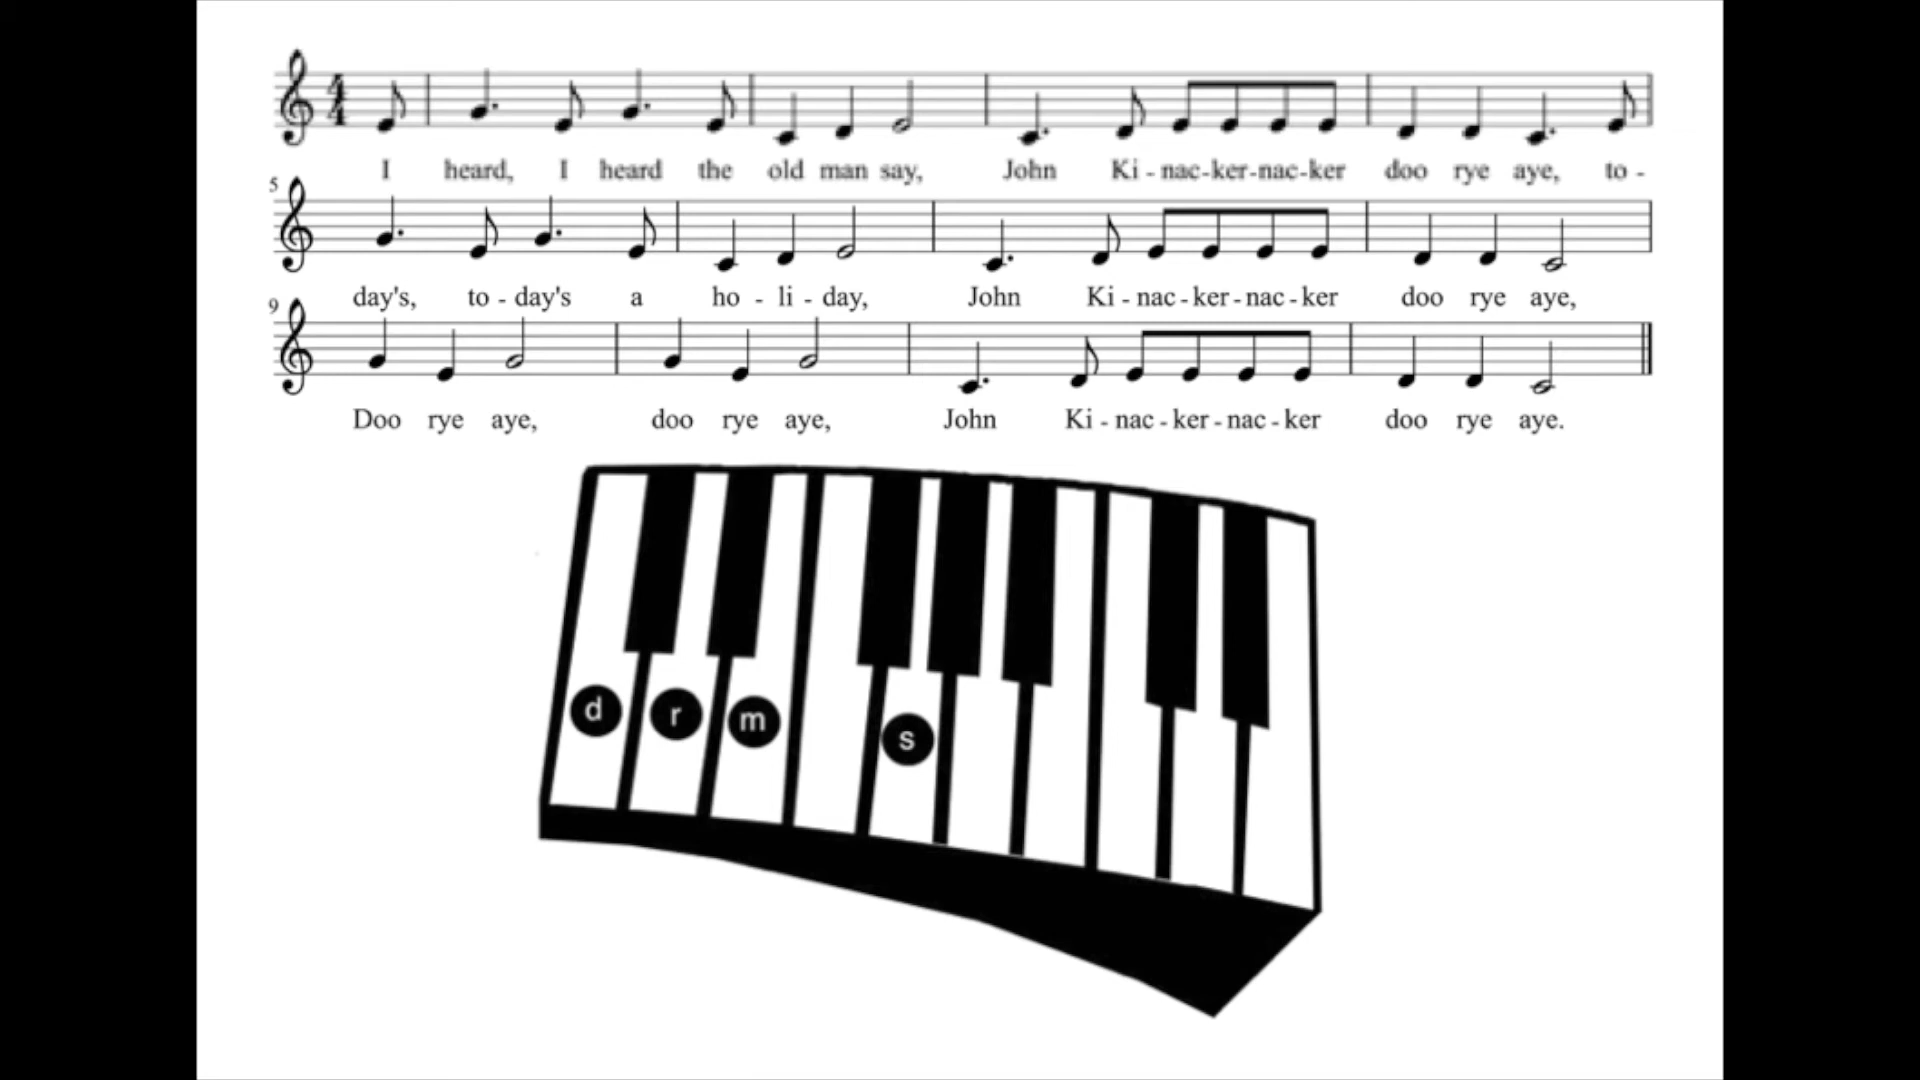 4/4
I heard, I heard the old man say, John Ki - nac - ker - nac - ker doo rye aye, to -
5
day's, to - day's a ho - li - day, John Ki - nac - ker - nac - ker doo rye aye,
9
Doo rye aye, doo rye aye, John Ki - nac - ker - nac - ker doo rye aye.
d r m s